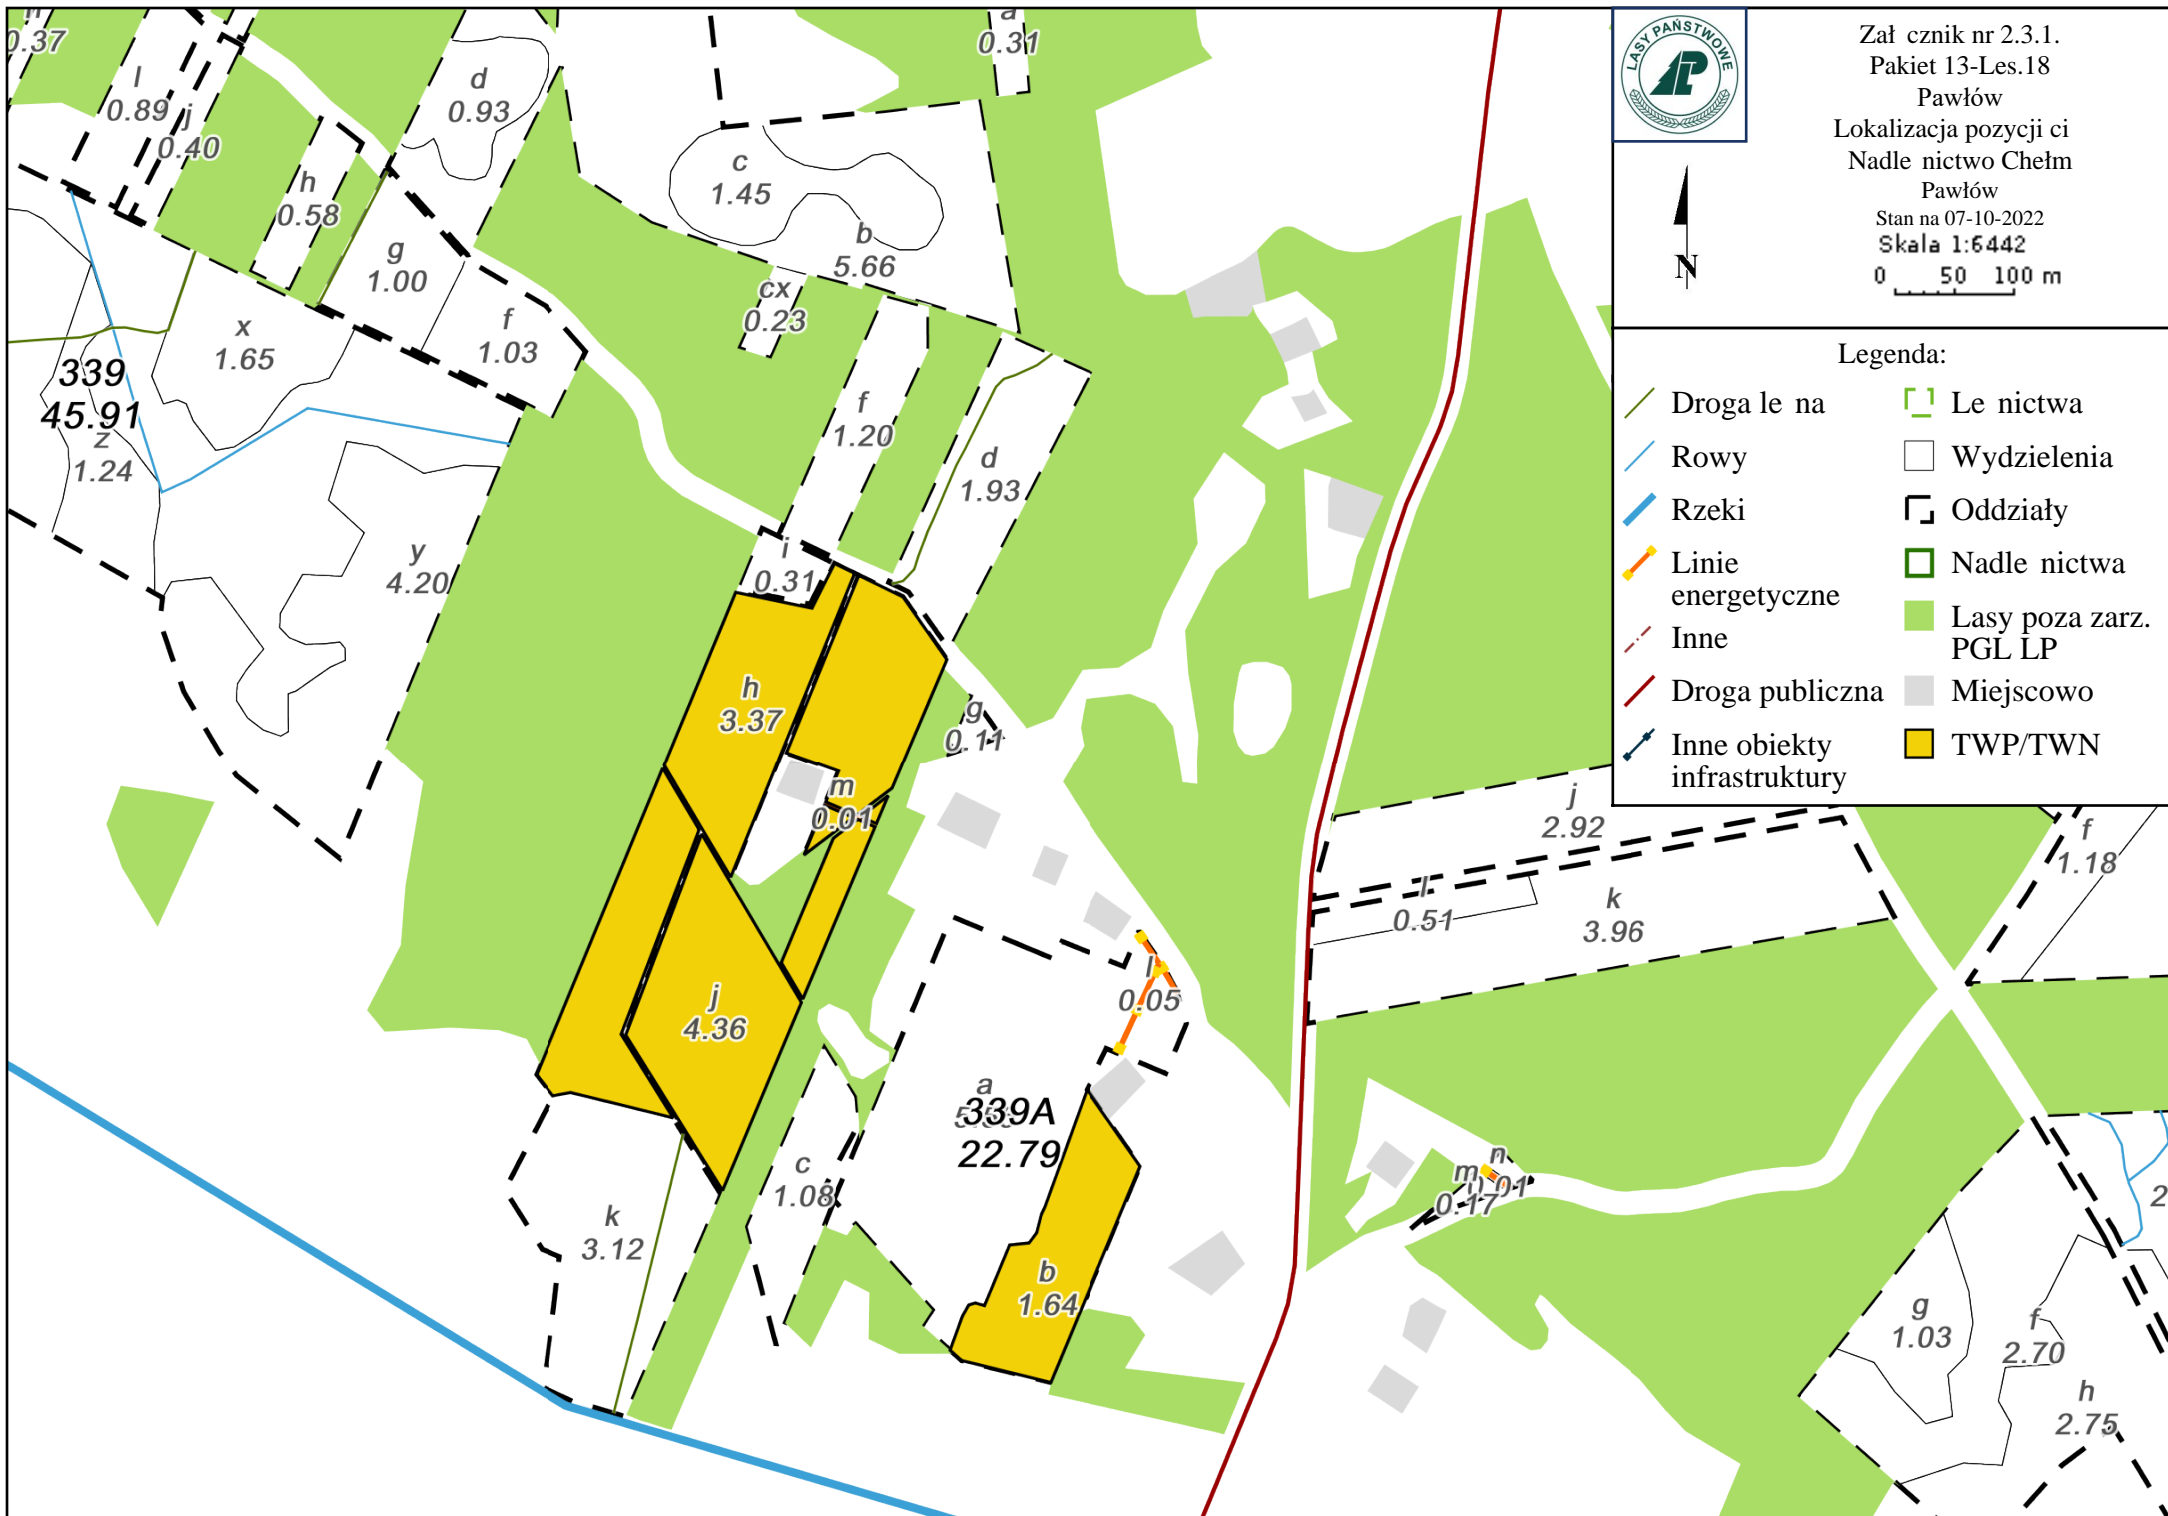 LASY PAŃSTWOWE
Zał cznik nr 2.3.1.
Pakiet 13-Les.18
Pawłów
Lokalizacja pozycji ci
Nadle nictwo Chełm
Pawłów
Stan na 07-10-2022
Skala 1:6442
0 50 100 m
N
Legenda:
Droga le na
Rowy
Rzeki
Linie
energetyczne
Inne
Droga publiczna
Inne obiekty
infrastruktury
Le nictwa
Wydzielenia
Oddziały
Nadle nictwa
Lasy poza zarz.
PGL LP
Miejscowo
TWP/TWN
0.37
l
0.89
j
0.40
d
0.93
a
0.31
h
0.58
c
1.45
b
5.66
g
1.00
cx
0.23
f
1.03
x
1.65
339
45.91
z
1.24
f
1.20
d
1.93
y
4.20
i
0.31
h
3.37
g
0.11
m
0.01
j
2.92
f
1.18
l
0.51
k
3.96
j
4.36
l
0.05
a
339A
22.79
c
1.08
k
3.12
b
1.64
n
0.01
m
0.17
2
g
1.03
f
2.70
h
2.75